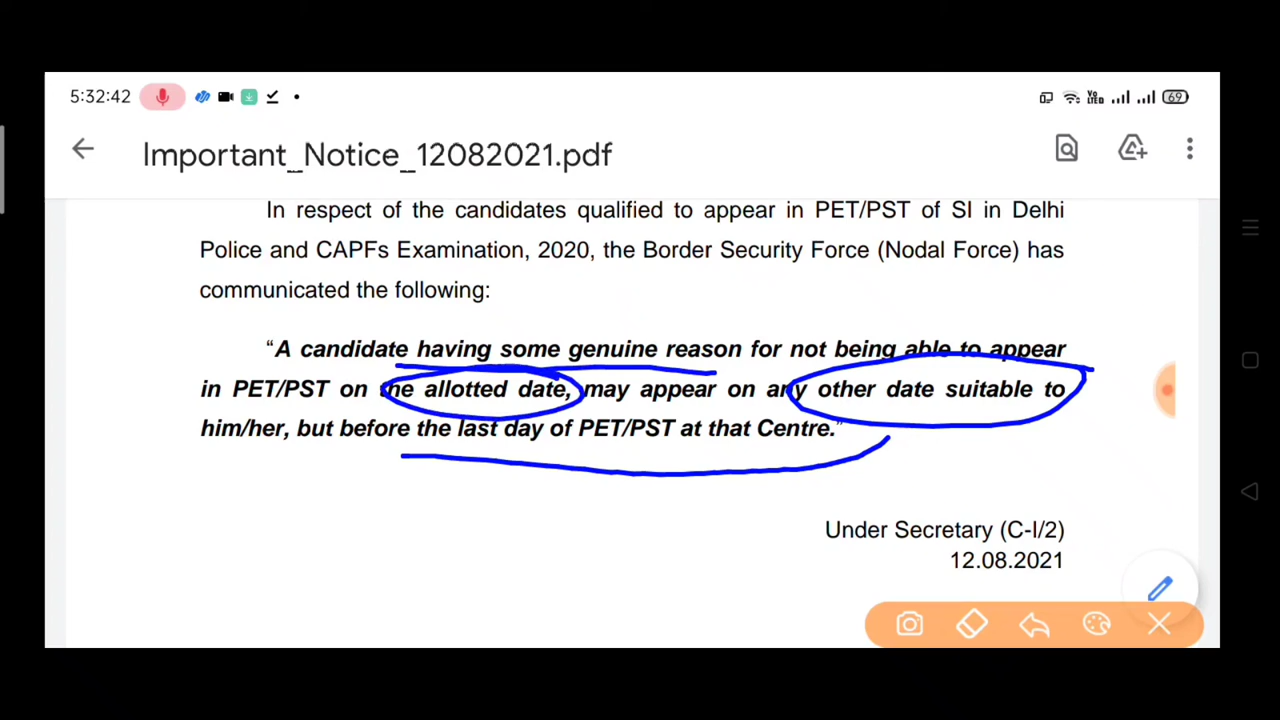 5:32:42
Vo LTED
69
Important_Notice_12082021.pdf
In respect of the candidates qualified to appear in PET/PST of SI in Delhi
Police and CAPFs Examination, 2020, the Border Security Force (Nodal Force) has
communicated the following:
“A candidate having some genuine reason for not being able to appear
in PET/PST on the allotted date, may appear on any other date suitable to
him/her, but before the last day of PET/PST at that Centre.”
Under Secretary (C-I/2)
12.08.2021